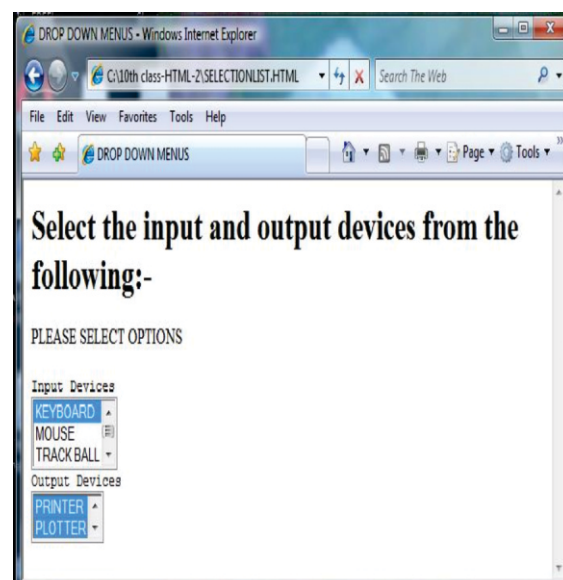 DROP DOWN MENUS - Windows Internet Explorer
C:\10th class-HTML-2\SELECTIONLIST.HTML
Search The Web
File Edit View Favorites Tools Help
DROP DOWN MENUS
Page Tools
Select the input and output devices from the
following:-
PLEASE SELECT OPTIONS
Input Devices
KEYBOARD
MOUSE
TRACK BALL
Output Devices
PRINTER
PLOTTER